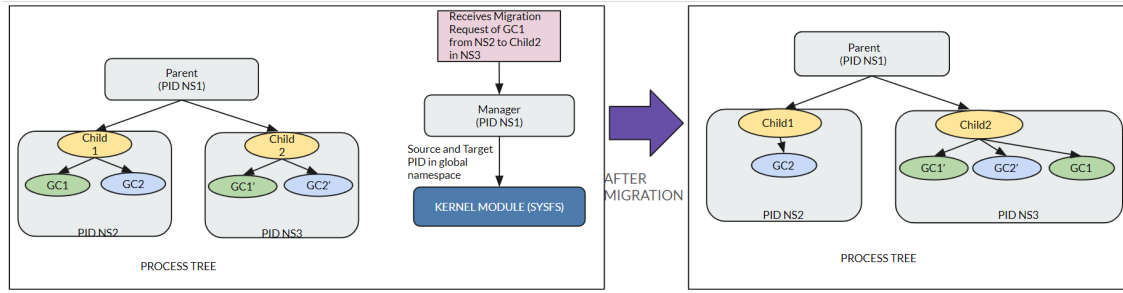 Receives Migration
Request of GC1
from NS2 to Child2
in NS3
Parent
(PID NS1)
Manager
(PID NS1)
Child
1
Child
2
GC1
GC2
GC1'
GC2'
PID NS2
PID NS3
Source and Target
PID in global
namespace
KERNEL MODULE (SYSFS)
PROCESS TREE
AFTER
MIGRATION
Parent
(PID NS1)
Child1
Child2
GC2
GC1'
GC2'
GC1
PID NS2
PID NS3
PROCESS TREE